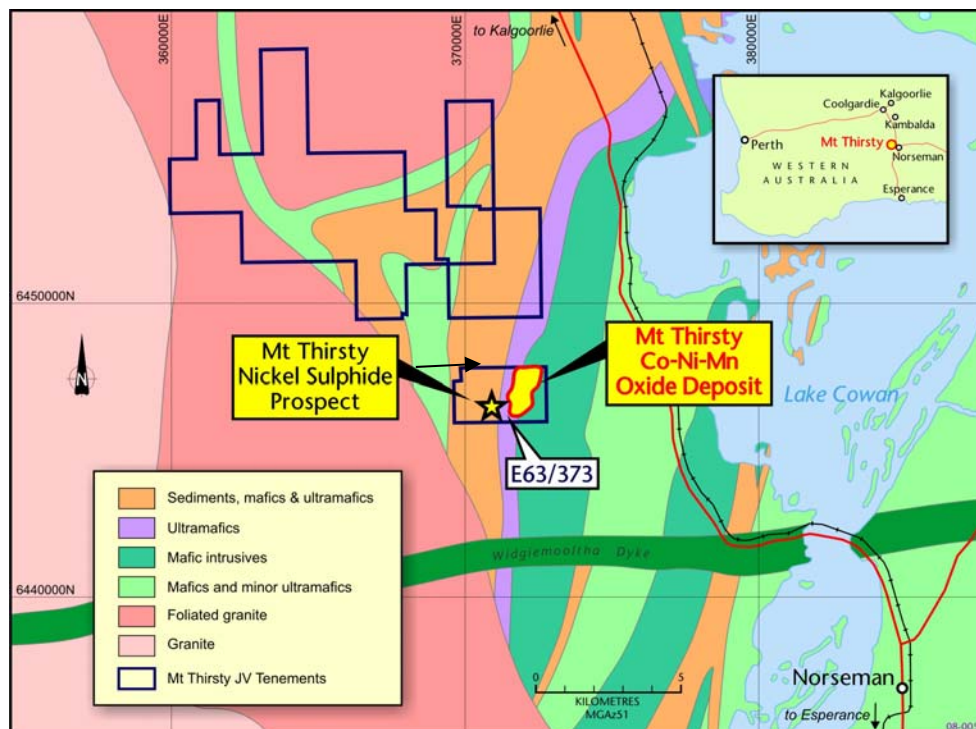 360000E
370000E
380000E
to Kalgoorlie
Kalgoorlie
Coolgardie
Kambalda
Mt Thirsty
Perth
Norseman
WESTERN
AUSTRALIA
Esperance
6450000N
Mt Thirsty
Nickel Sulphide
Prospect
Mt Thirsty
Co-Ni-Mn
Oxide Deposit
N
Lake Cowan
E63/373
Sediments, mafics & ultramafics
Ultramafics
Mafic intrusives
Mafics and minor ultramafics
Foliated granite
Granite
Mt Thirsty JV Tenements
Widgiemooltha Dyke
6440000N
0 5
KILOMETRES
MGAz51
Norseman
to Esperance